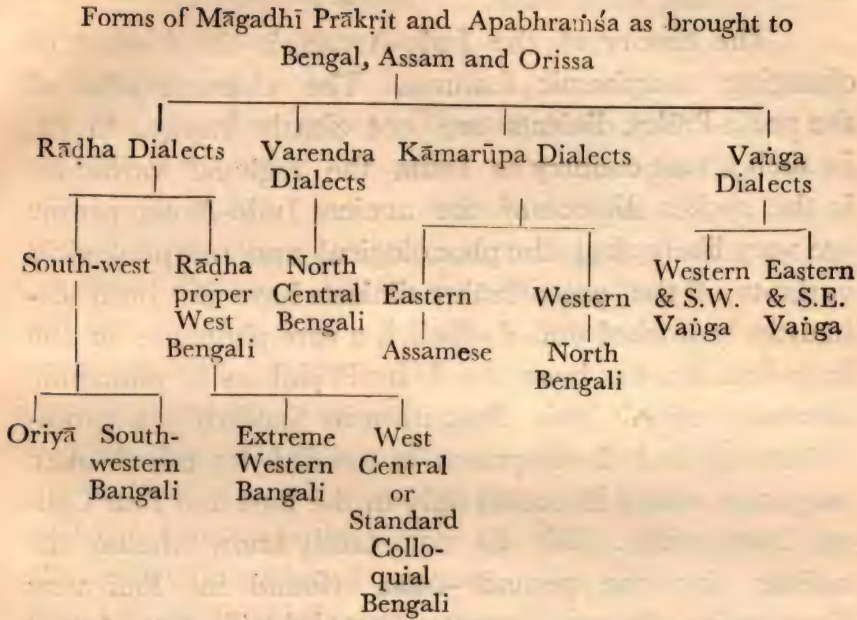 Forms of Māgadhī Prākṛit and Apabhraṁśa as brought to
Bengal, Assam and Orissa
Rāḍha Dialects Varendra Kāmarūpa Dialects Vaṅga
Dialects Dialects
South-west Rāḍha North Western Eastern
proper Central Eastern Western & S.W. & S.E.
West Bengali Vaṅga Vaṅga
Bengali Assamese North
Bengali
Oriyā South- Extreme West
western Western Central
Bangali Bangali or
Standard
Collo-
quial
Bengali